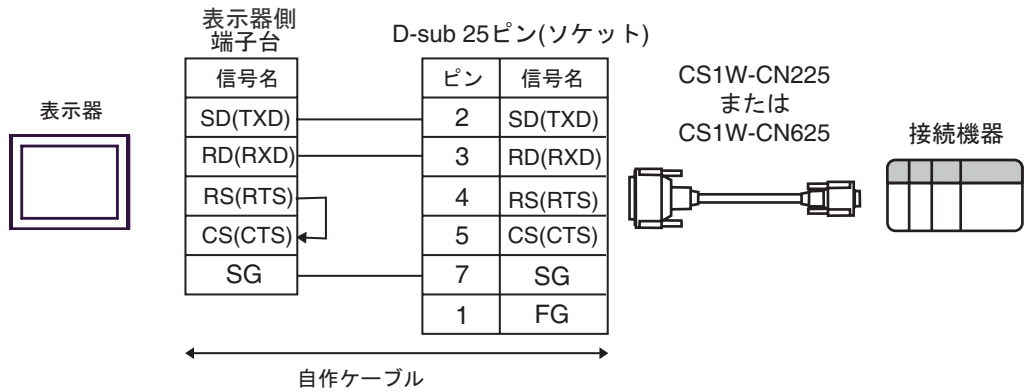 表示器側
端子台
D-sub 25ピン(ソケット)
信号名
ピン 信号名
CS1W-CN225
または
CS1W-CN625
表示器
接続機器
SD(TXD) 2 SD(TXD)
RD(RXD) 3 RD(RXD)
RS(RTS) 4 RS(RTS)
CS(CTS) 5 CS(CTS)
SG 7 SG
1 FG
自作ケーブル